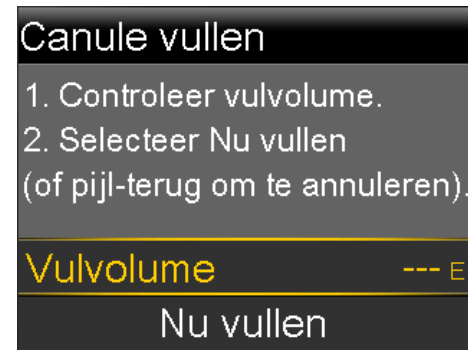 Canule vullen
1. Controleer vulvolume.
2. Selecteer Nu vullen
(of pijl-terug om te annuleren).
Vulvolume --- E
Nu vullen